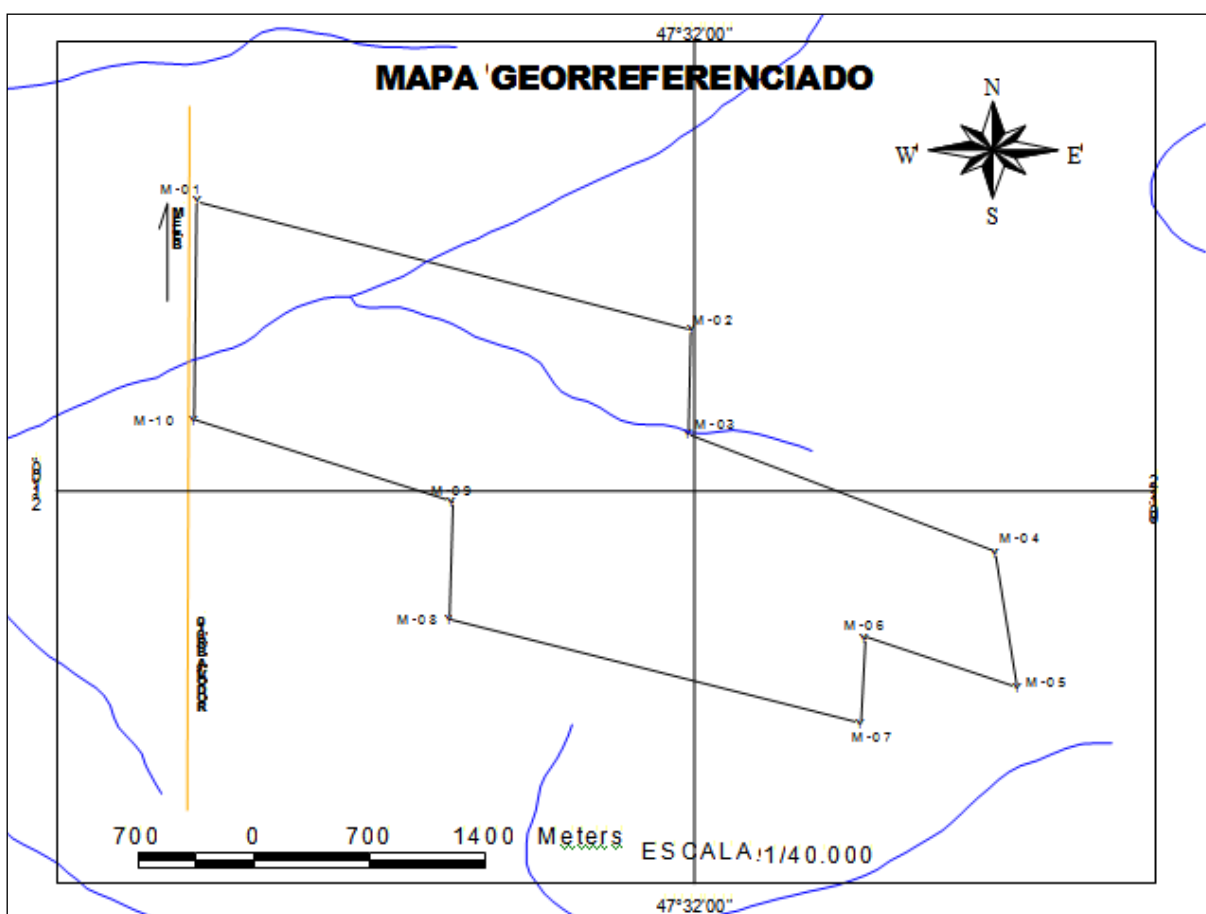 47°32'00"
MAPA GEORREFERENCIADO
N
W E
S
M-01
M-02
M-03
M-10
M-09
M-04
M-08
M-06
M-05
M-07
700 0 700 1400 Meters
ESCALA 1/40.000
47°32'00"